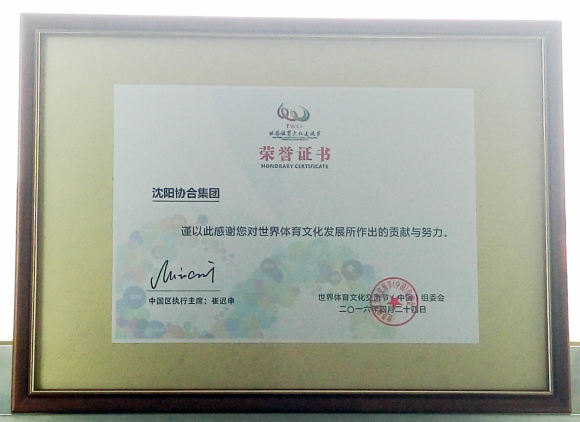 TWCF
世界体育文化交流节
荣誉证书
HONORARY CERTIFICATE
沈阳协合集团
谨以此感谢您对世界体育文化发展所作出的贡献与努力。
中国区执行主席：崔迟申
世界体育文化交流节（中国）组委会
二〇一六年四月二十四日